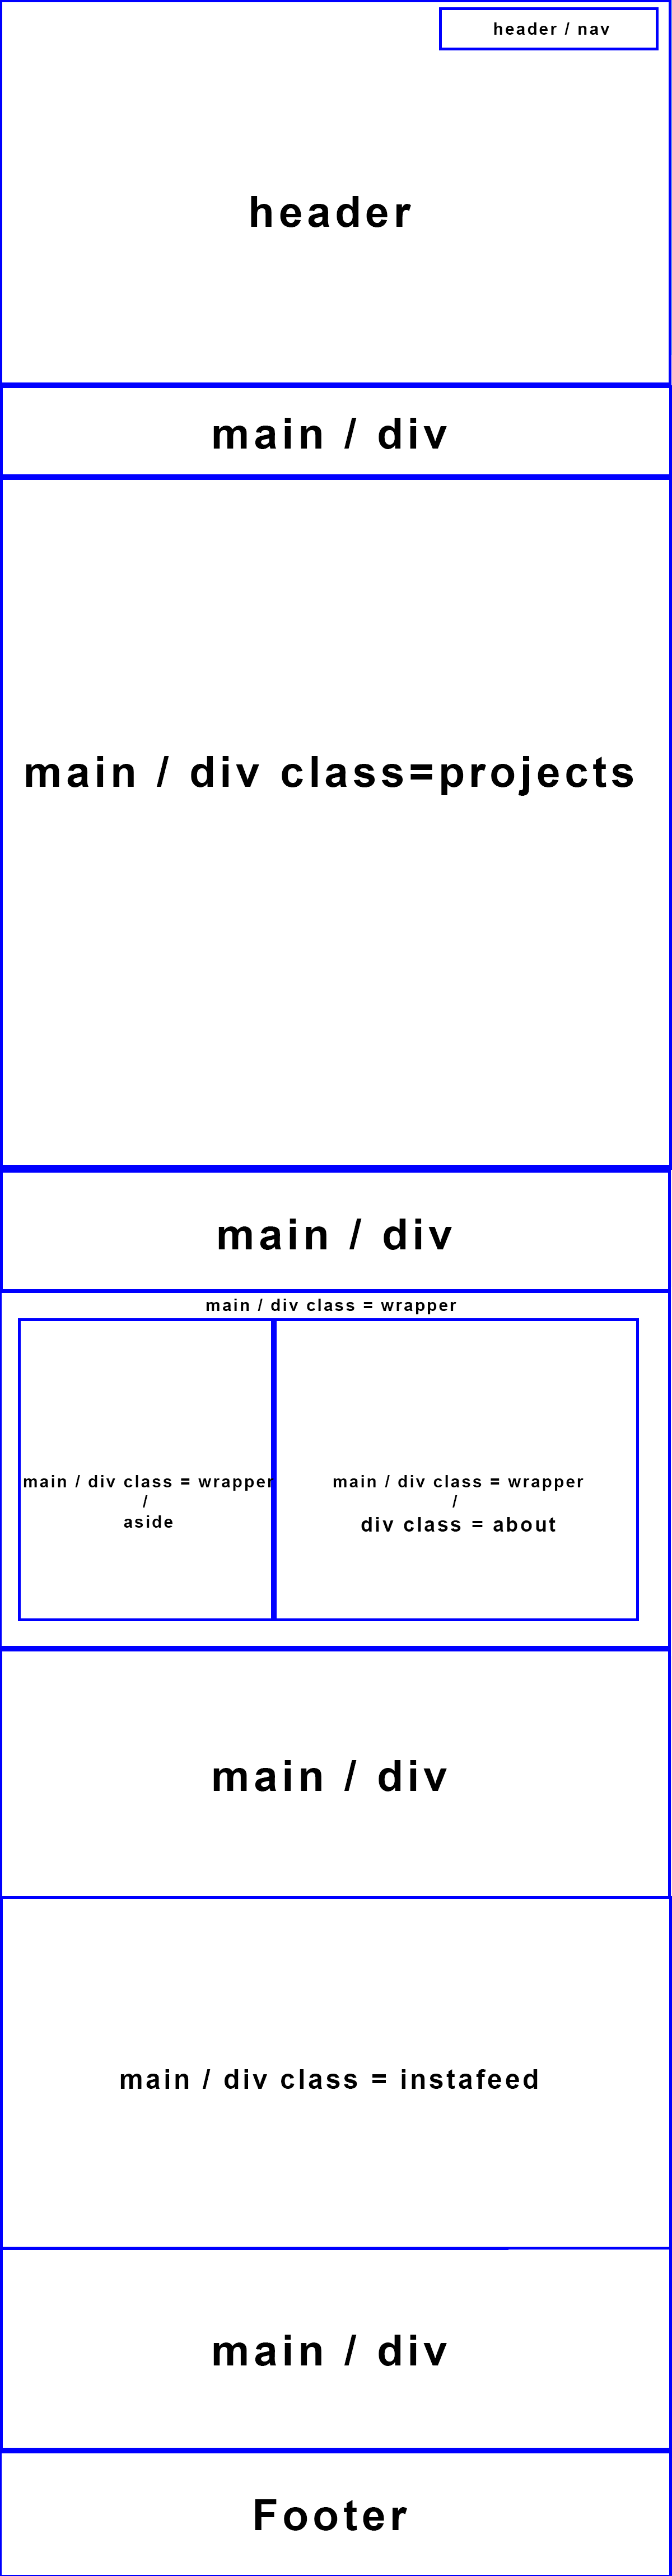 header / nav
header
main / div
main / div class=projects
main / div
main / div class = wrapper
main / div class = wrapper
/
aside
main / div class = wrapper
/
div class = about
main / div
main / div class = instafeed
main / div
Footer